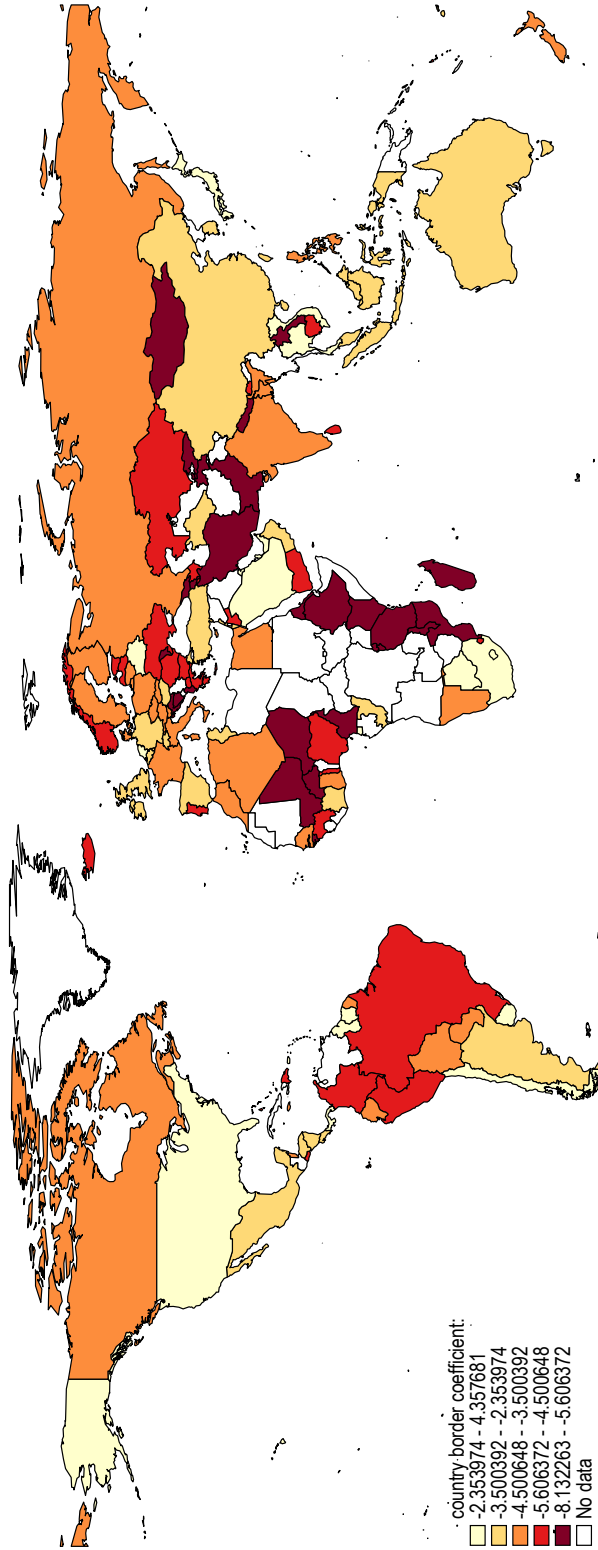 country border coefficient:
-2.353974 - 4.357681
-3.500392 - -2.353974
-4.500648 - -3.500392
-5.606372 - -4.500648
-8.132263 - -5.606372
No data